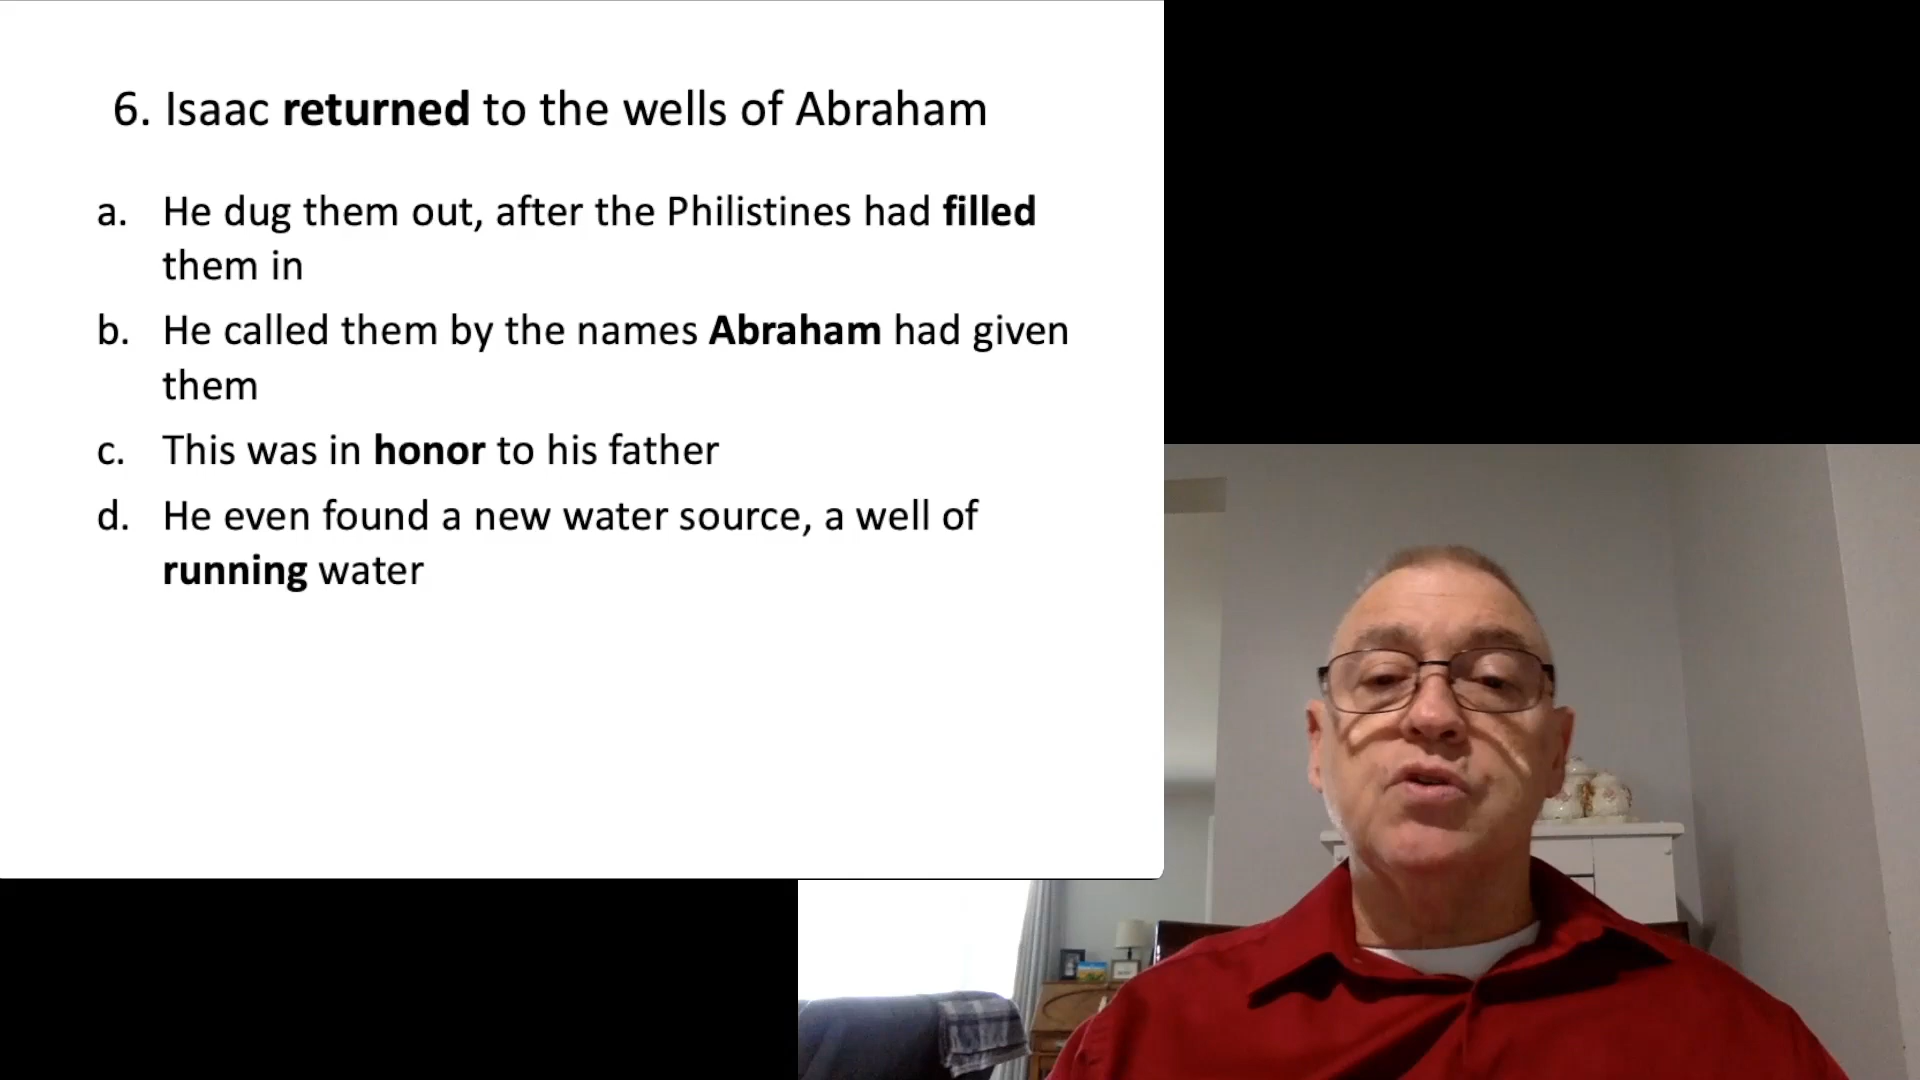 6. Isaac returned to the wells of Abraham
a. He dug them out, after the Philistines had filled
them in
b. He called them by the names Abraham had given
them
c. This was in honor to his father
d. He even found a new water source, a well of
running water